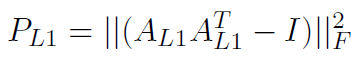 P_{L1} = ||(A_{L1}A_{L1}^T − I)||_F^2